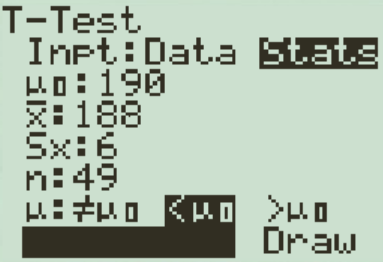 T-Test
Inpt:Data Stats
μ0:190
x̄:188
Sx:6
n:49
μ:≠μ0 <μ0 >μ0
Draw